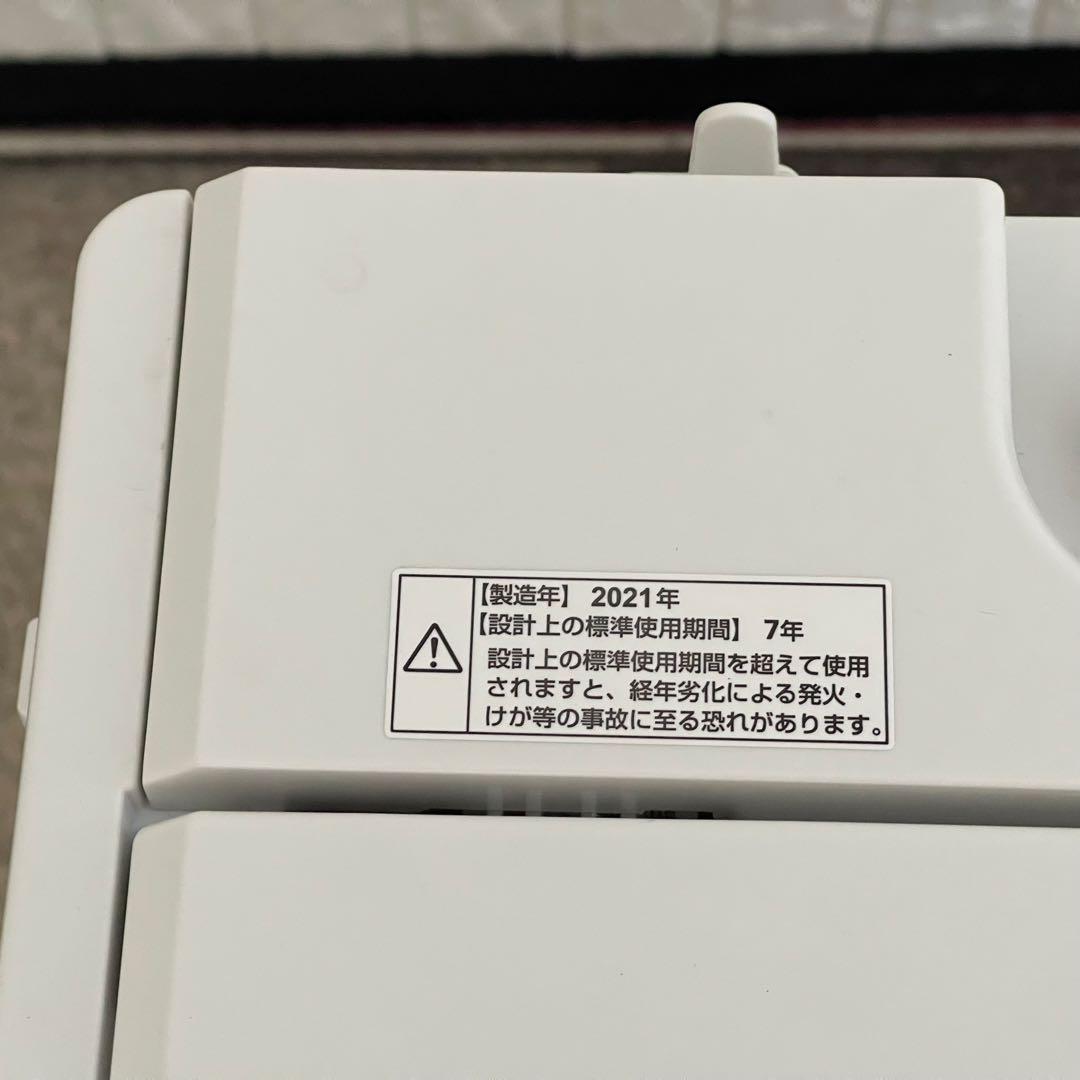 【製造年】 2021年
【設計上の標準使用期間】 7年
設計上の標準使用期間を超えて使用
されますと、経年劣化による発火・
けが等の事故に至る恐れがあります。